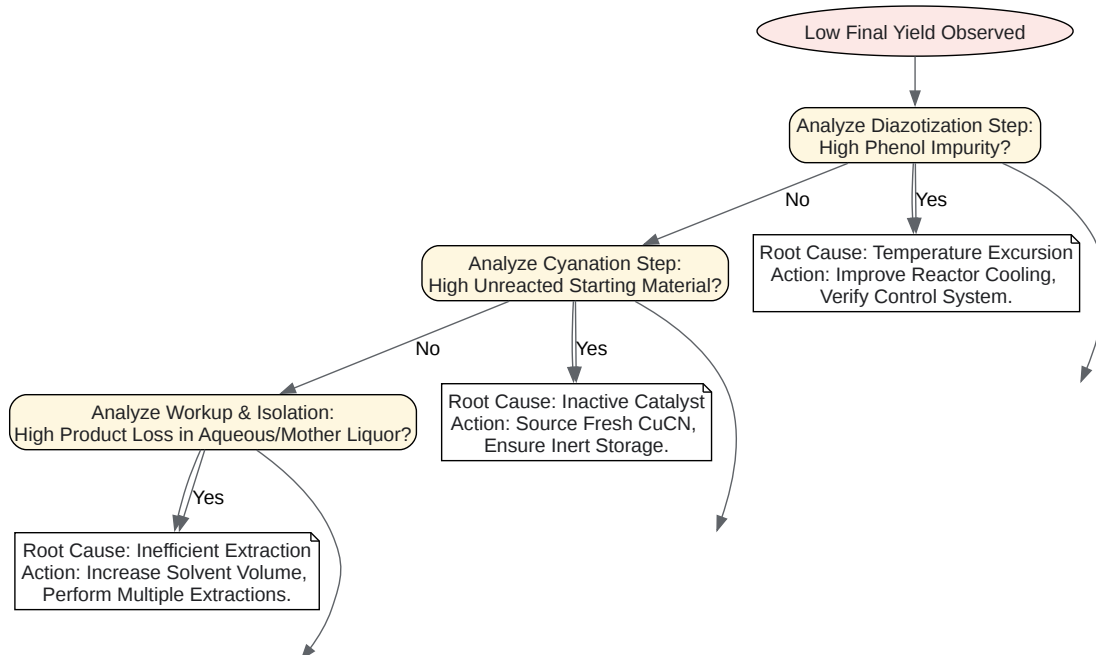 Low Final Yield Observed
Analyze Diazotization Step:
High Phenol Impurity?
No
Yes
Root Cause: Temperature Excursion
Action: Improve Reactor Cooling,
Verify Control System.
Analyze Cyanation Step:
High Unreacted Starting Material?
No
Yes
Root Cause: Inactive Catalyst
Action: Source Fresh CuCN,
Ensure Inert Storage.
Analyze Workup & Isolation:
High Product Loss in Aqueous/Mother Liquor?
Yes
Root Cause: Inefficient Extraction
Action: Increase Solvent Volume,
Perform Multiple Extractions.